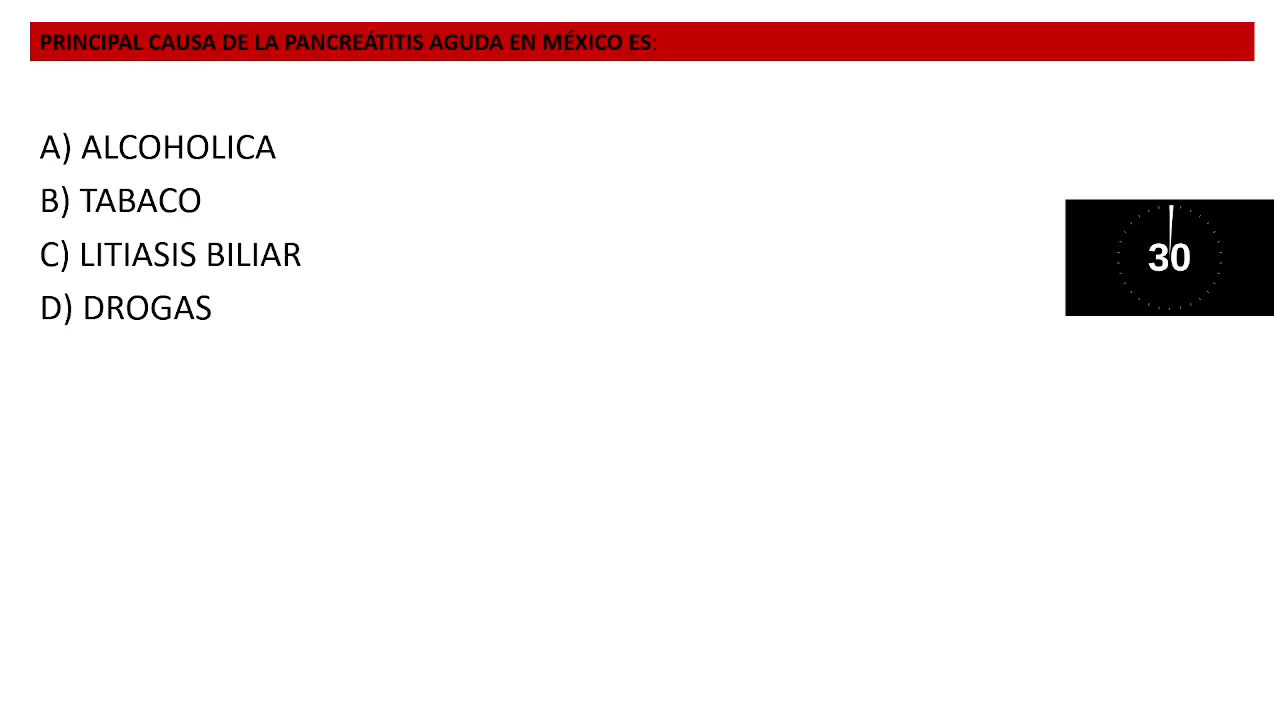 PRINCIPAL CAUSA DE LA PANCREÁTITIS AGUDA EN MÉXICO ES:
A) ALCOHOLICA
B) TABACO
C) LITIASIS BILIAR
D) DROGAS
30